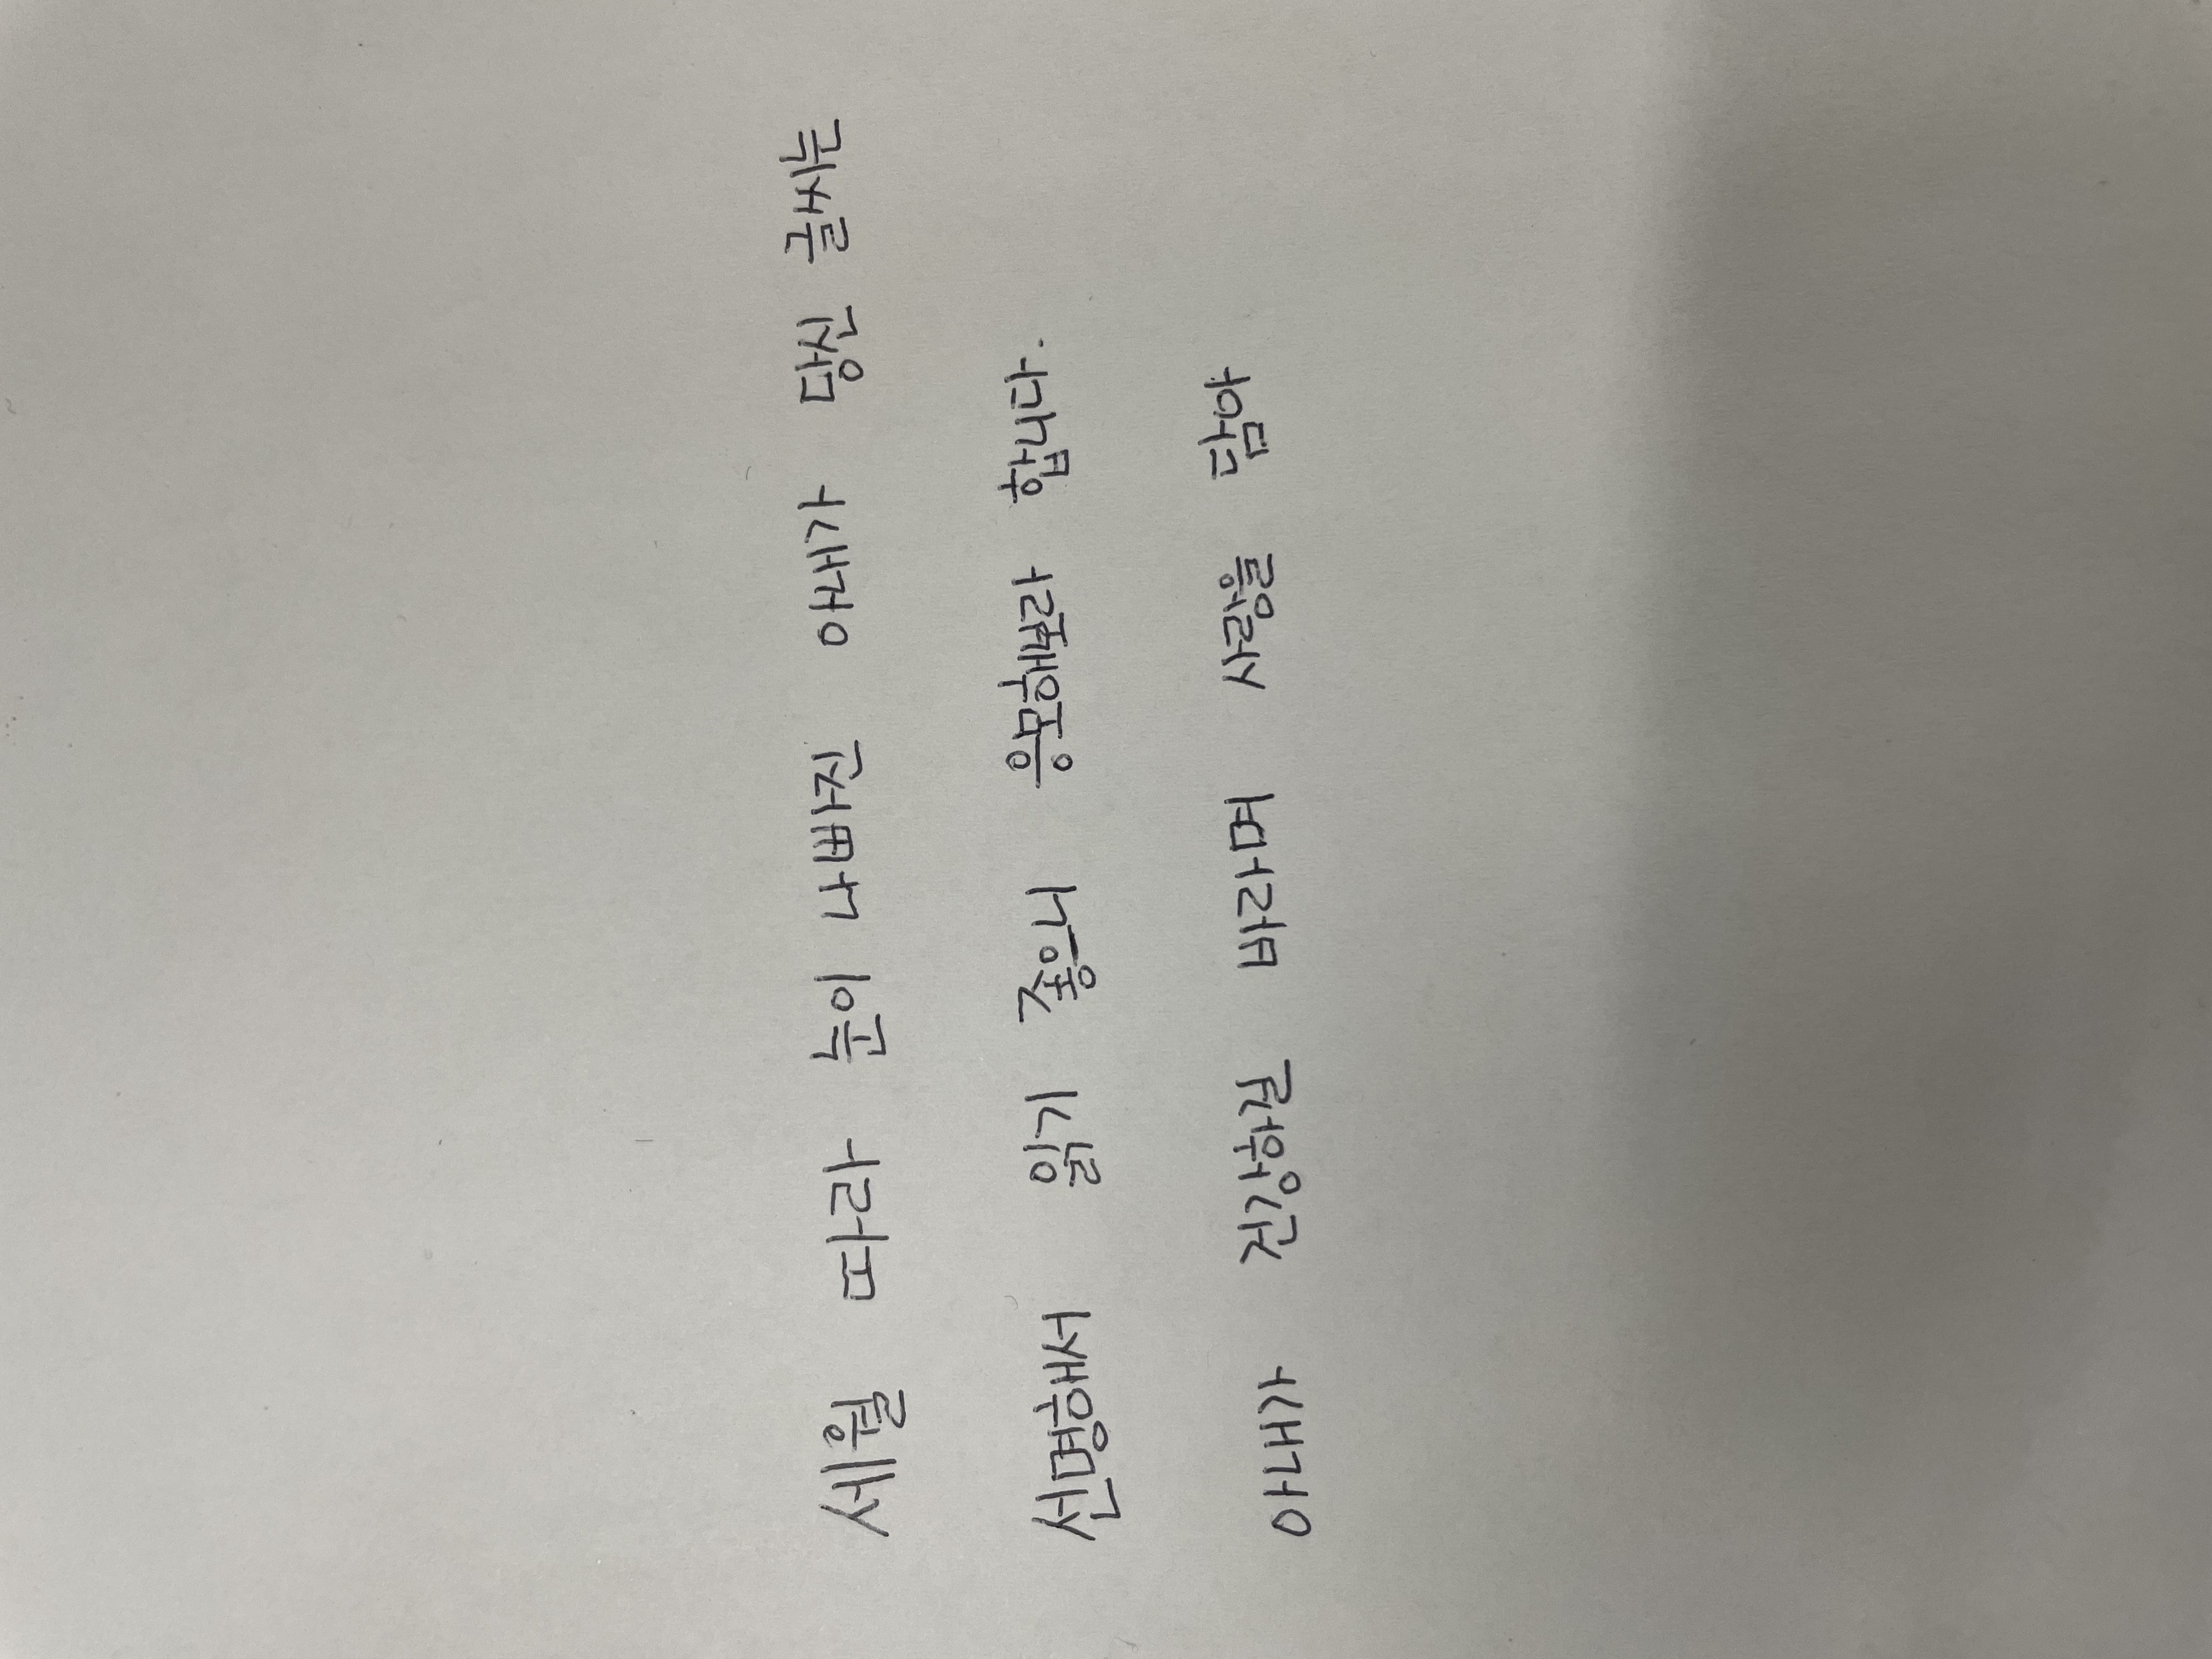 세월 따라 눈이 나빠진 아내가 당신 글씨는
선명해서 읽기 좋으니 응모해보라 합니다.
아내가 건강하길 바라며 사랑을 담아